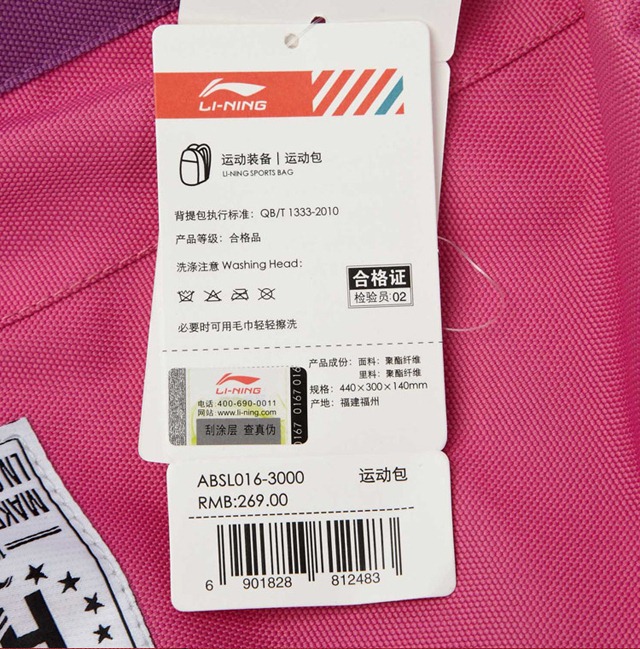 LI-NING
运动装备 | 运动包
LI-NING SPORTS BAG
背提包执行标准: QB/T 1333-2010
产品等级: 合格品
洗涤注意 Washing Head:
合格证
检验员:02
必要时可用毛巾轻轻擦洗
产品成份: 面料: 聚酯纤维
里料: 聚酯纤维
规格: 440×300×140mm
产地: 福建福州
LI-NING
电话 400-690-0011
网站 www.li-ning.com
刮涂层 查真伪
0167 0167 016
ABSL016-3000 运动包
RMB:269.00
6 901828 812483
MAKE
LI-N